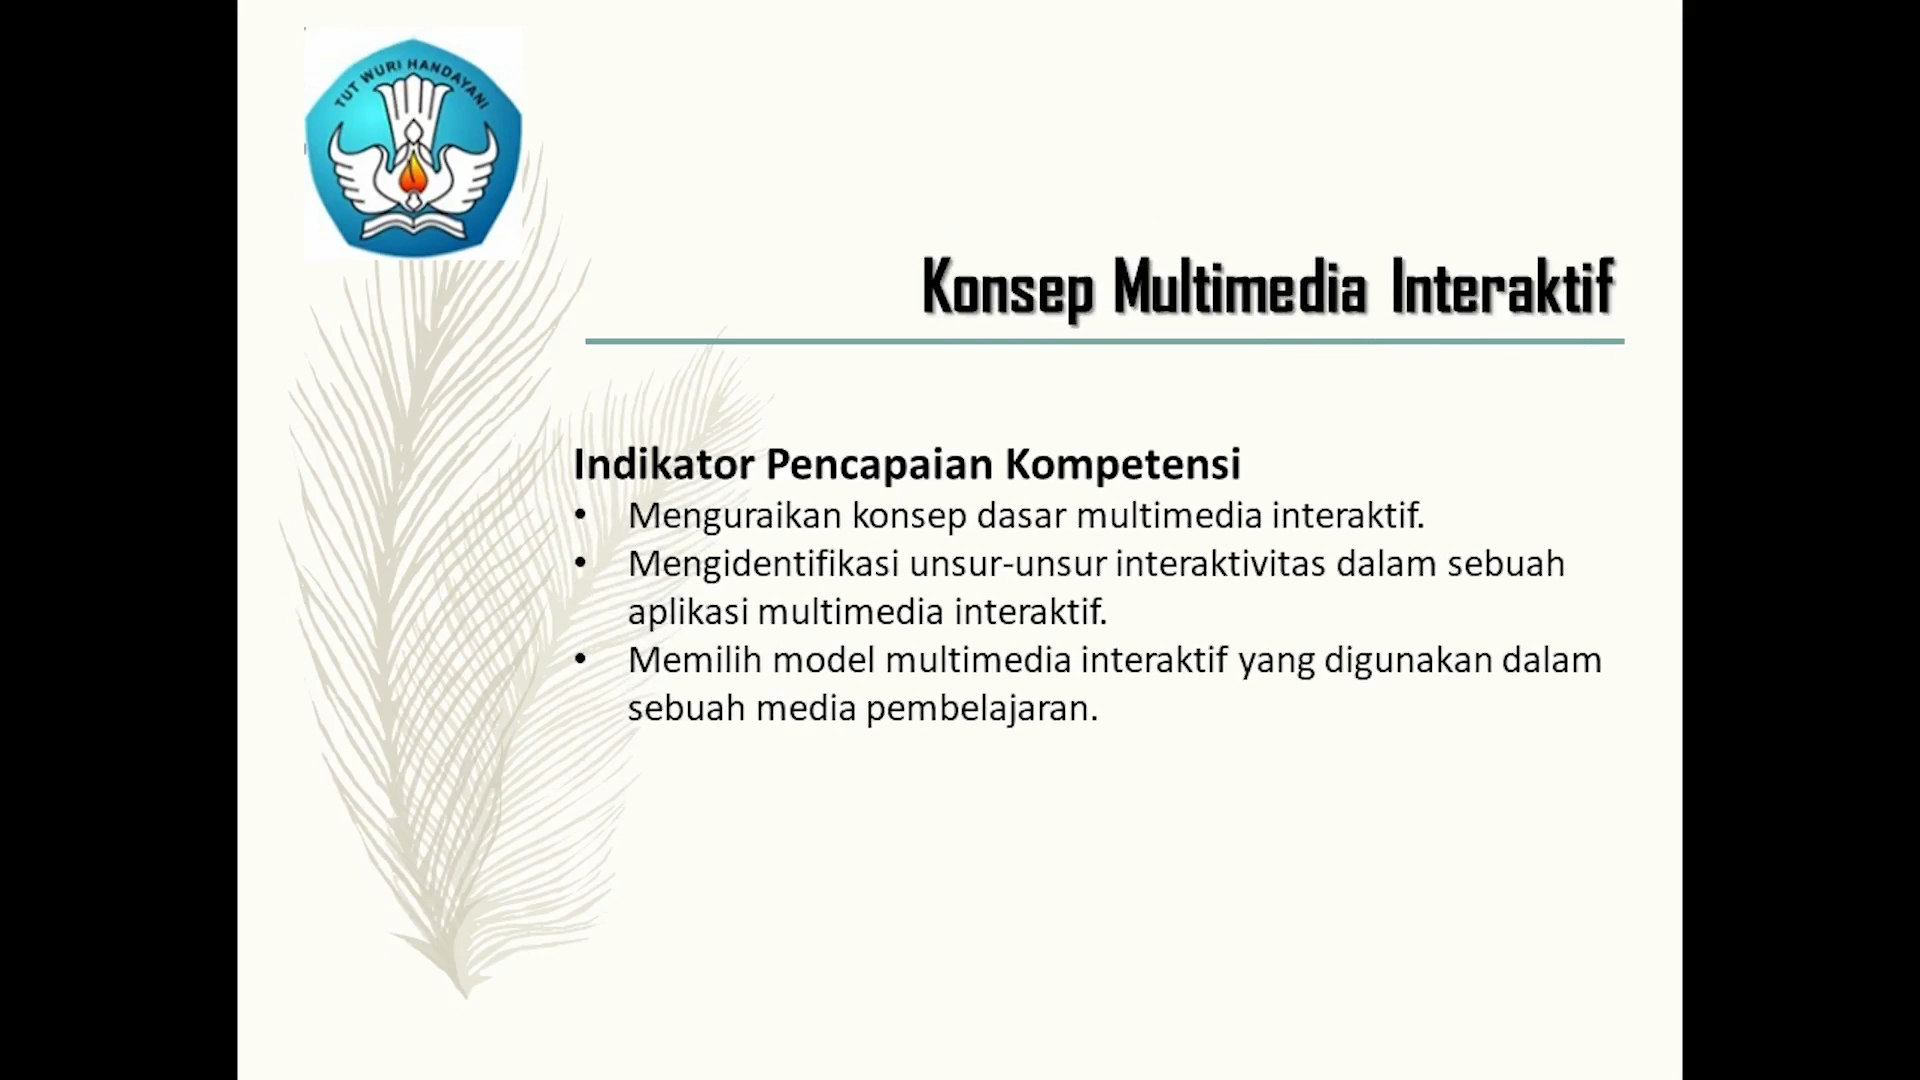 TUT WURI HANDAYANI
Konsep Multimedia Interaktif
Indikator Pencapaian Kompetensi
• Menguraikan konsep dasar multimedia interaktif.
• Mengidentifikasi unsur-unsur interaktivitas dalam sebuah
aplikasi multimedia interaktif.
• Memilih model multimedia interaktif yang digunakan dalam
sebuah media pembelajaran.